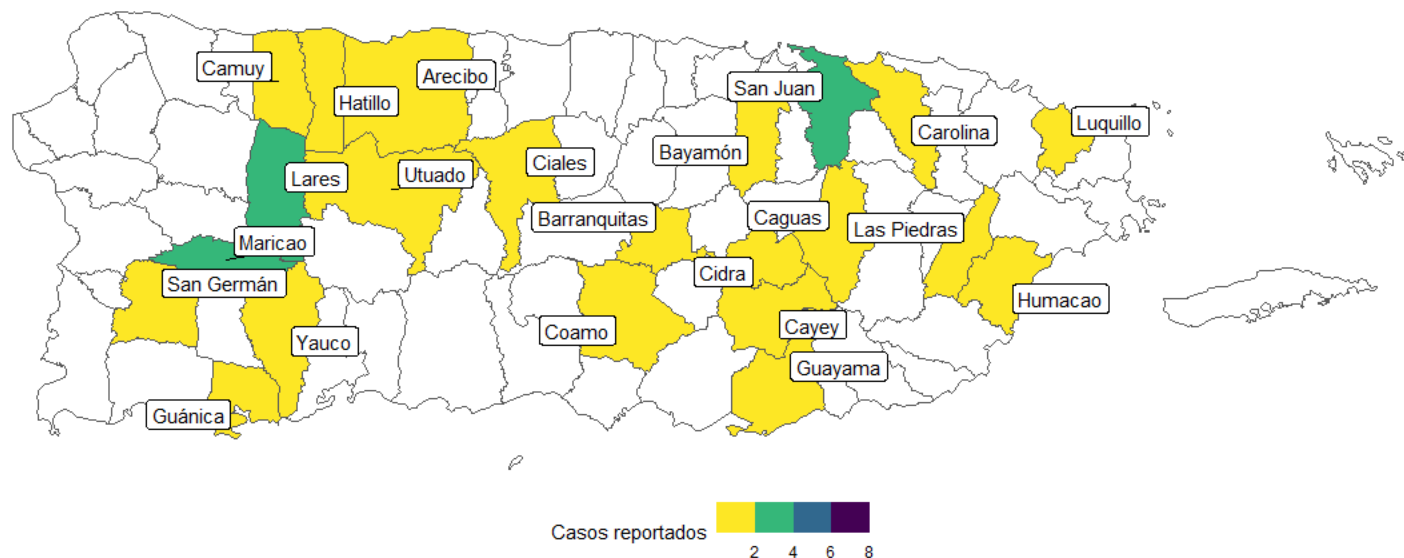 Camuy
Arecibo
Hatillo
San Juan
Carolina
Luquillo
Bayamón
Ciales
Utuado
Lares
Barranquitas
Caguas
Las Piedras
Maricao
Cidra
San Germán
Humacao
Coamo
Cayey
Yauco
Guayama
Guánica
Casos reportados
2 4 6 8